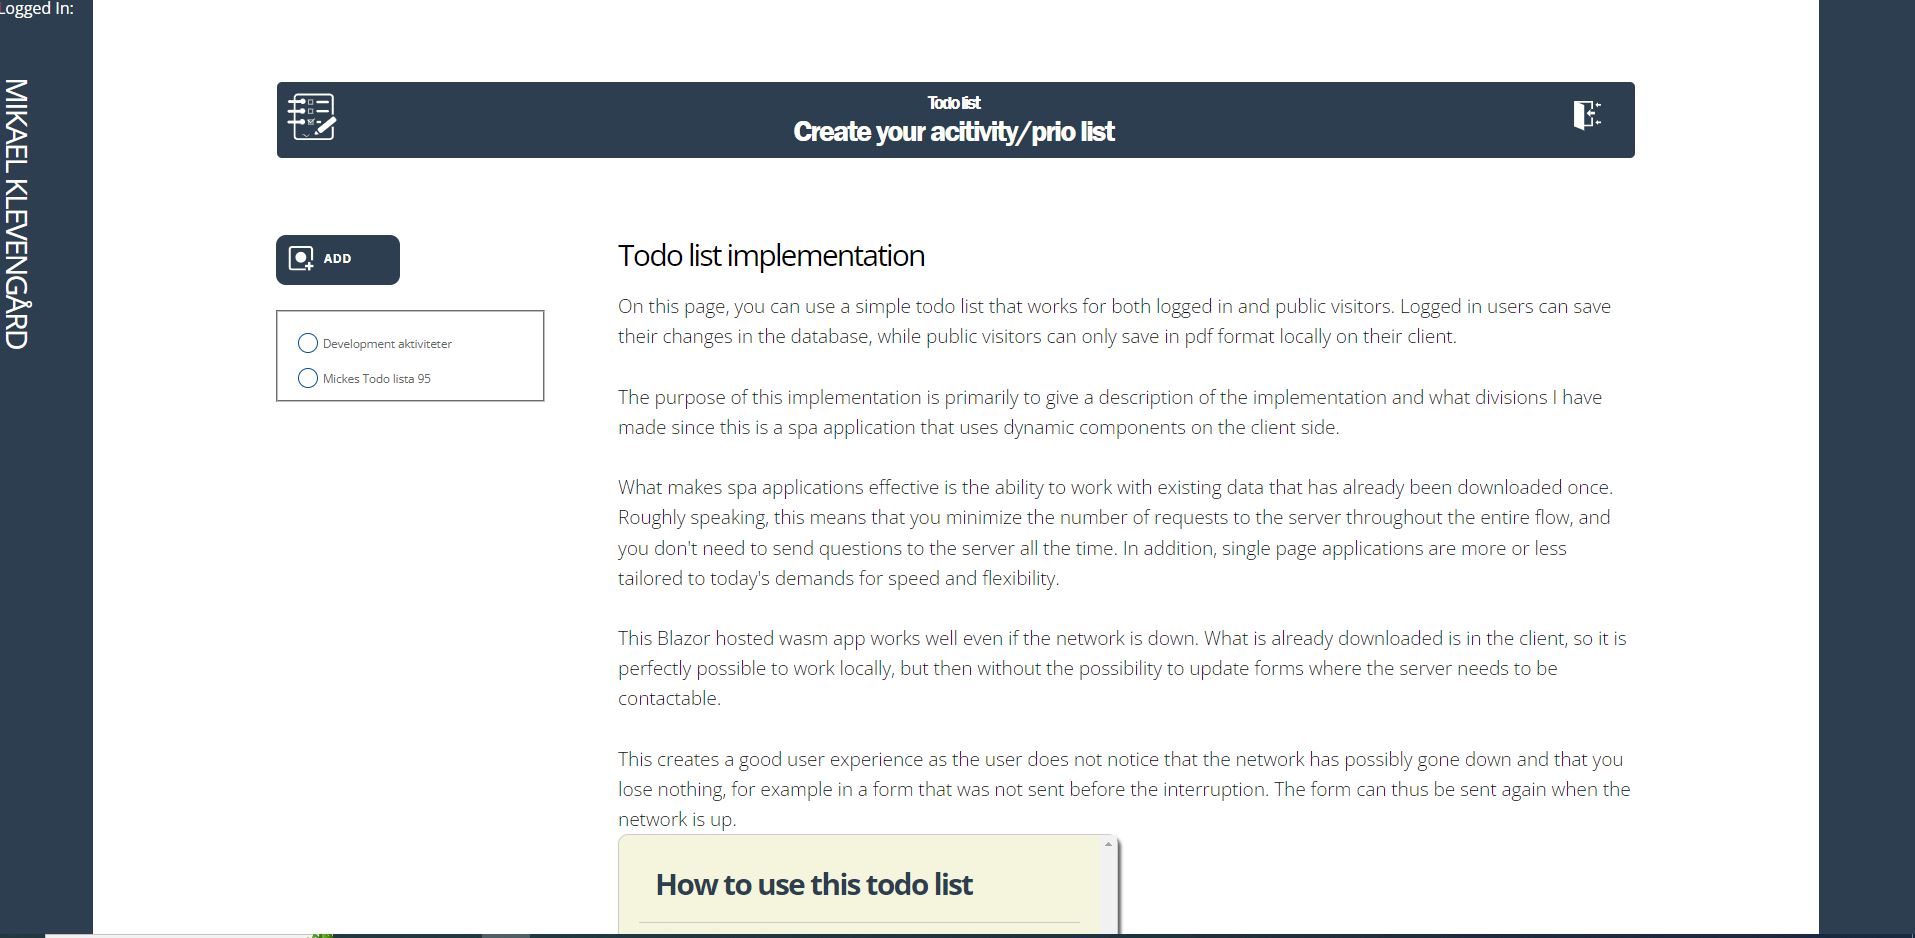 Logged In:
MIKAEL KLEVENGÅRD
Todo list
Create your acitivity/prio list
ADD
Development aktiviteter
Mickes Todo lista 95
Todo list implementation
On this page, you can use a simple todo list that works for both logged in and public visitors. Logged in users can save
their changes in the database, while public visitors can only save in pdf format locally on their client.
The purpose of this implementation is primarily to give a description of the implementation and what divisions I have
made since this is a spa application that uses dynamic components on the client side.
What makes spa applications effective is the ability to work with existing data that has already been downloaded once.
Roughly speaking, this means that you minimize the number of requests to the server throughout the entire flow, and
you don't need to send questions to the server all the time. In addition, single page applications are more or less
tailored to today's demands for speed and flexibility.
This Blazor hosted wasm app works well even if the network is down. What is already downloaded is in the client, so it is
perfectly possible to work locally, but then without the possibility to update forms where the server needs to be
contactable.
This creates a good user experience as the user does not notice that the network has possibly gone down and that you
lose nothing, for example in a form that was not sent before the interruption. The form can thus be sent again when the
network is up.
How to use this todo list